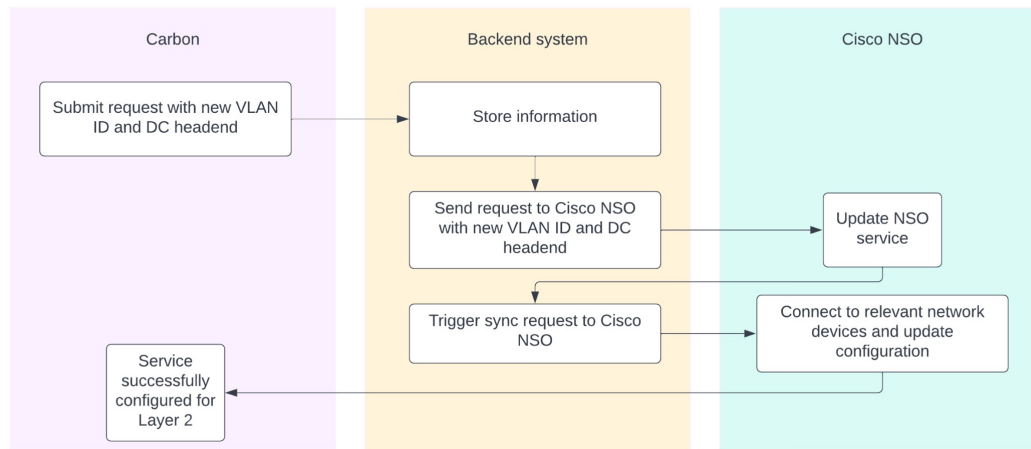 Carbon
Backend system
Cisco NSO
Submit request with new VLAN
ID and DC headend
Store information
Send request to Cisco NSO
with new VLAN ID and DC
headend
Update NSO
service
Trigger sync request to Cisco
NSO
Connect to relevant network
devices and update
configuration
Service
successfully
configured for
Layer 2